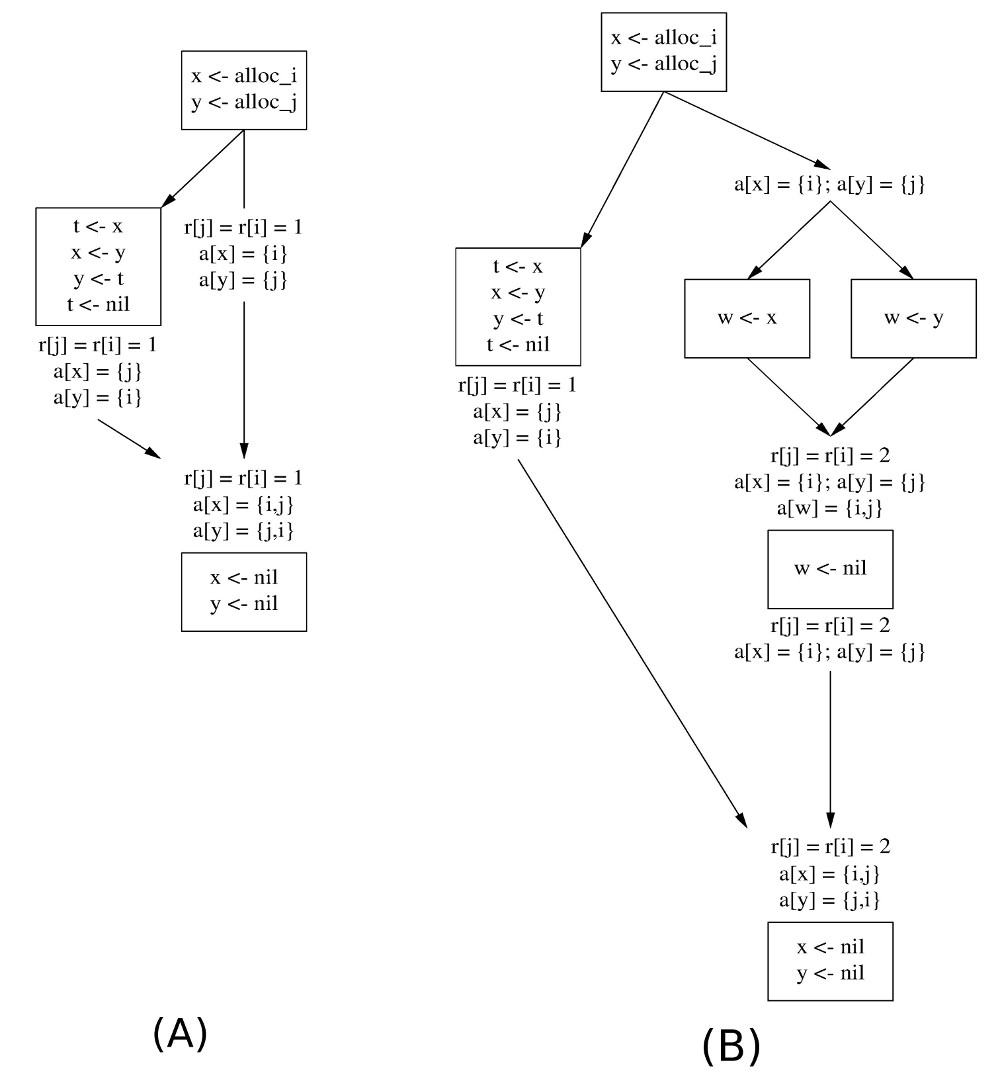 x <- alloc_i
y <- alloc_j
t <- x
x <- y
y <- t
t <- nil
r[j] = r[i] = 1
a[x] = {i}
a[y] = {j}
r[j] = r[i] = 1
a[x] = {j}
a[y] = {i}
r[j] = r[i] = 1
a[x] = {i,j}
a[y] = {j,i}
x <- nil
y <- nil
(A)
x <- alloc_i
y <- alloc_j
a[x] = {i}; a[y] = {j}
t <- x
x <- y
y <- t
t <- nil
r[j] = r[i] = 1
a[x] = {j}
a[y] = {i}
w <- x
w <- y
r[j] = r[i] = 2
a[x] = {i}; a[y] = {j}
a[w] = {i,j}
w <- nil
r[j] = r[i] = 2
a[x] = {i}; a[y] = {j}
r[j] = r[i] = 2
a[x] = {i,j}
a[y] = {j,i}
x <- nil
y <- nil
(B)